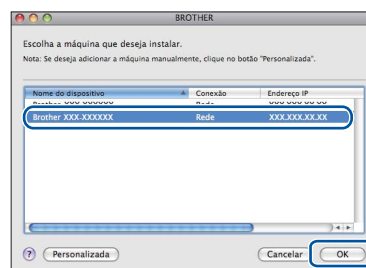 BROTHER
Escolha a máquina que deseja instalar.
Nota: Se deseja adicionar a máquina manualmente, clique no botão "Personalizada".
Nome do dispositivo Conexão Endereço IP
Brother XXX-XXXXXX Rede XXX.XXX.XX.XX
? Personalizada Cancelar OK